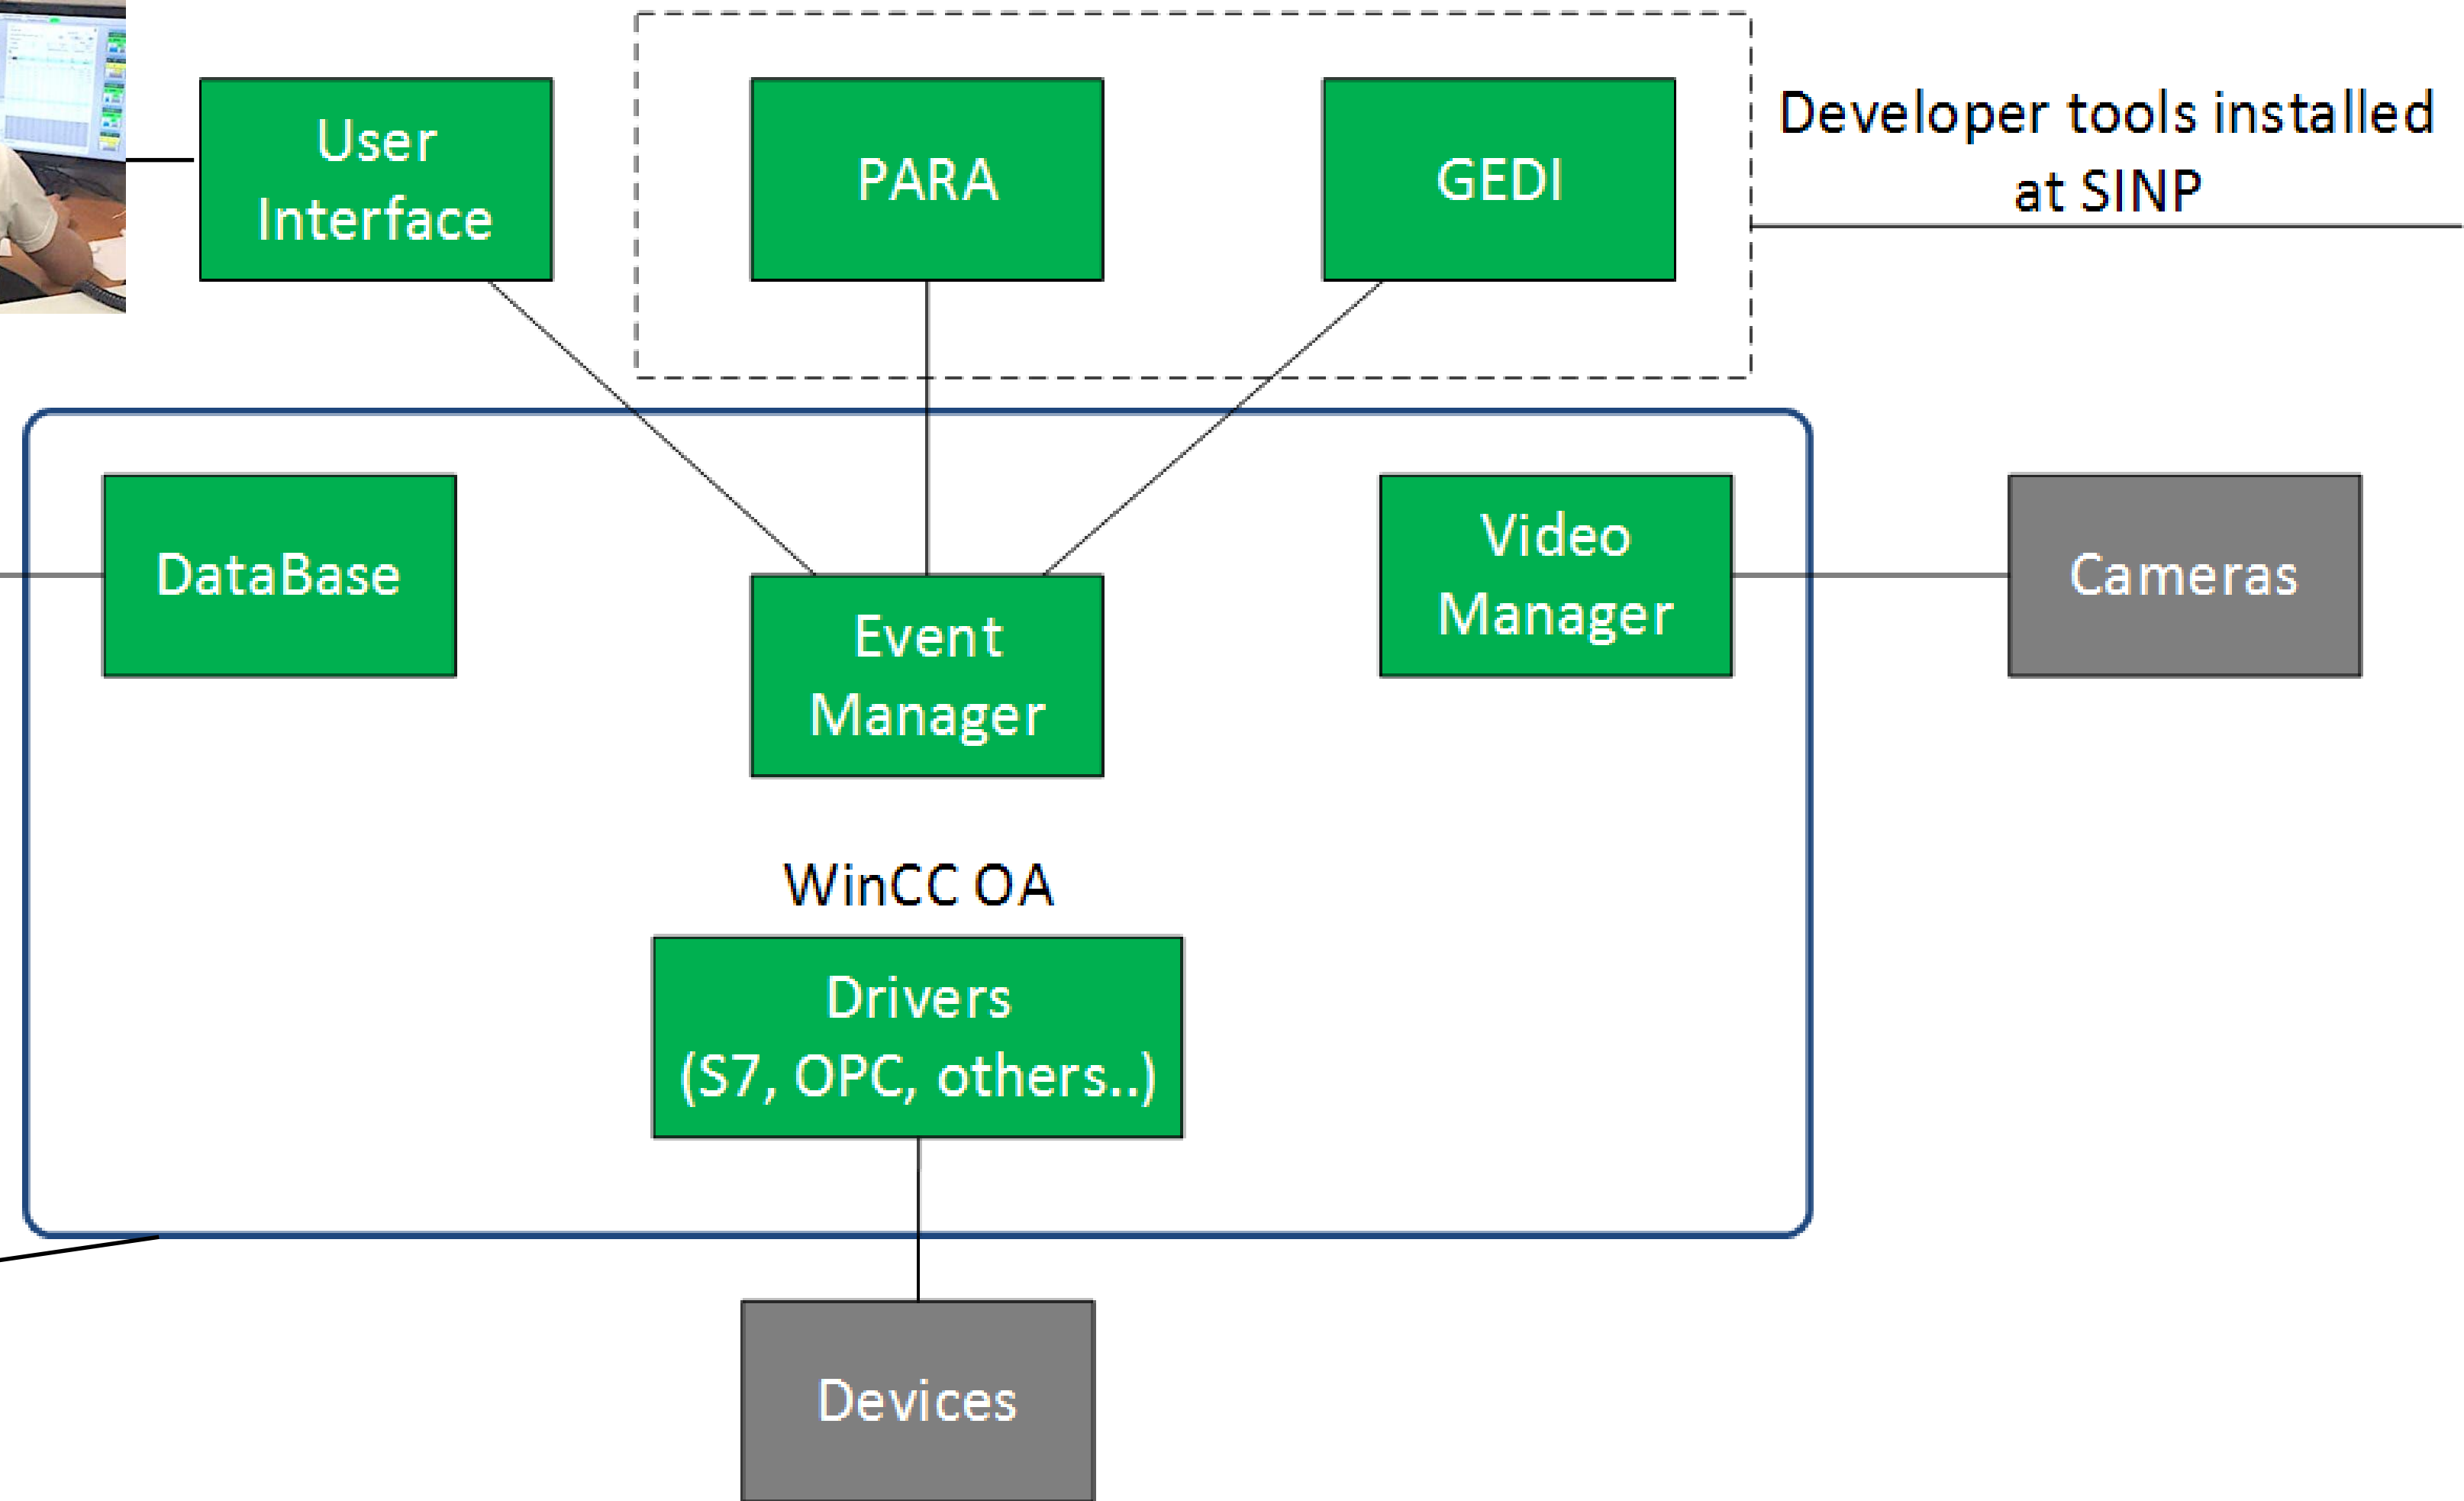 User
Interface
PARA
GEDI
Developer tools installed
at SINP
DataBase
Event
Manager
Video
Manager
Cameras
WinCC OA
Drivers
(S7, OPC, others..)
Devices